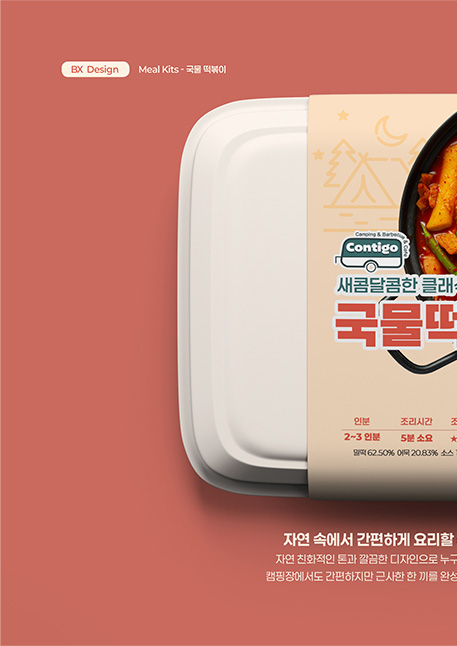 BX Design
Meal Kits - 국물 떡볶이
Camping & Barbecue
Contigo
새콤달콤한 클래
국물떡
인분 조리시간
2~3 인분 5분 소요 ★
밀떡 62.50% 어묵 20.83% 소스
자연 속에서 간편하게 요리할
자연 친화적인 톤과 깔끔한 디자인으로 누구
캠핑장에서도 간편하지만 근사한 한 끼를 완성